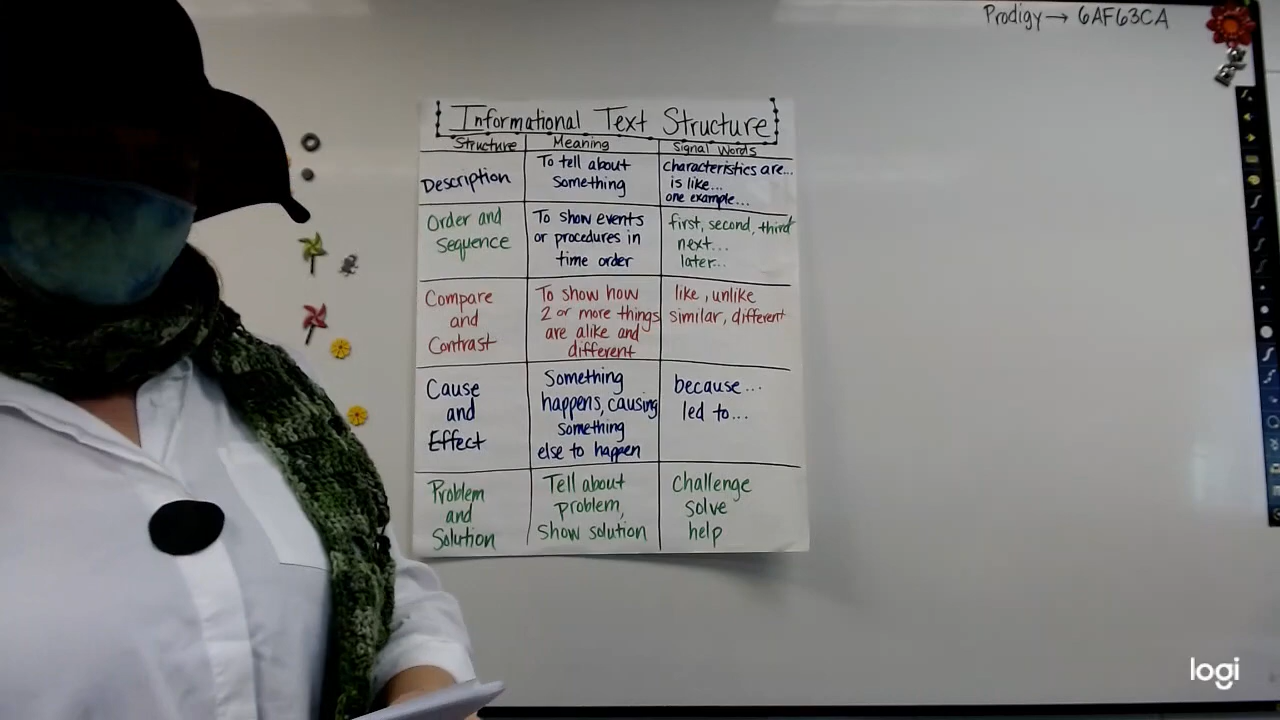 Prodigy → 6AF63CA
Informational Text Structure
Structure Meaning Signal Words
Description
To tell about
something
characteristics are...
is like...
one example...
Order and
Sequence
To show events
or procedures in
time order
first, second, third
next...
later...
Compare
and
Contrast
To show how
2 or more things
are alike and
different
like, unlike
similar, different
Cause
and
Effect
Something
happens, causing
something
else to happen
because...
led to...
Problem
and
Solution
Tell about
problem,
Show solution
challenge
solve
help
logi